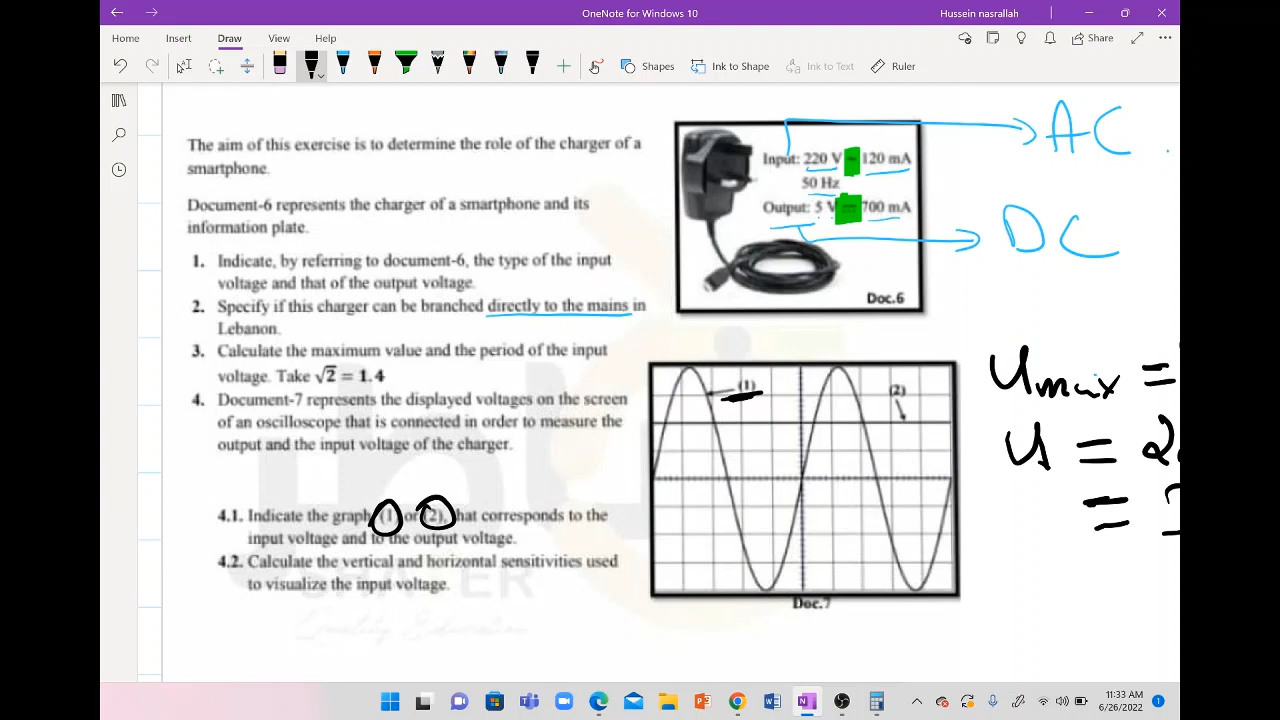 OneNote for Windows 10
Hussein nasrallah
Home Insert Draw View Help
Share
Shapes
Ink to Shape
Ink to Text
Ruler
The aim of this exercise is to determine the role of the charger of a
smartphone.
Document-6 represents the charger of a smartphone and its
information plate.
1. Indicate, by referring to document-6, the type of the input
voltage and that of the output voltage.
2. Specify if this charger can be branched directly to the mains in
Lebanon.
3. Calculate the maximum value and the period of the input
voltage. Take √2 = 1.4
4. Document-7 represents the displayed voltages on the screen
of an oscilloscope that is connected in order to measure the
output and the input voltage of the charger.
4.1. Indicate the graph (1) or (2), that corresponds to the
input voltage and to the output voltage.
4.2. Calculate the vertical and horizontal sensitivities used
to visualize the input voltage.
Input: 220 V ~ 120 mA
50 Hz
Output: 5 V ⎓ 700 mA
Doc.6
AC
DC
(1)
(2)
Doc.7
Umax =
U = 2
=
11:33 AM
6/26/2022